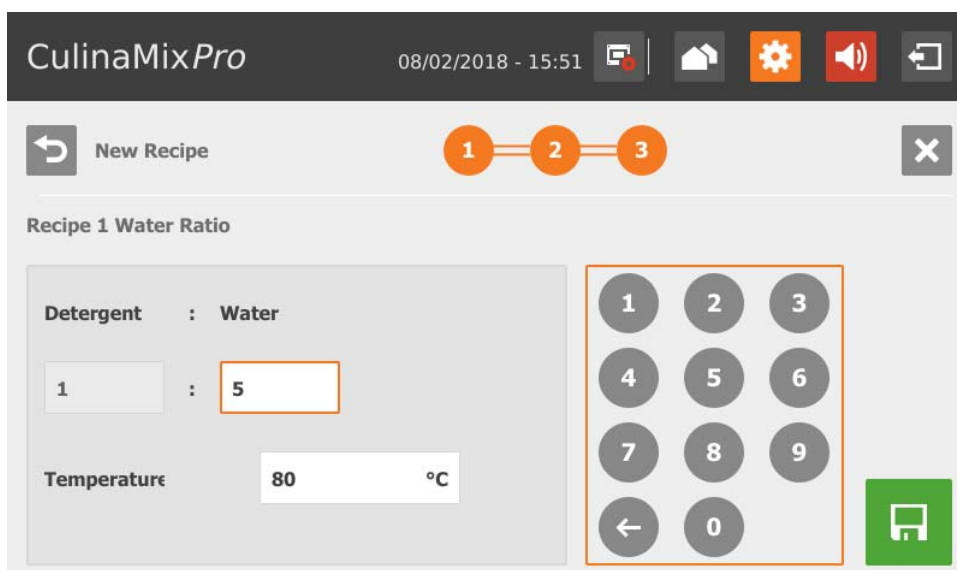 CulinaMixPro 08/02/2018 - 15:51
New Recipe 1 2 3
Recipe 1 Water Ratio
Detergent : Water
1 : 5
Temperature 80 °C
1 2 3
4 5 6
7 8 9
0